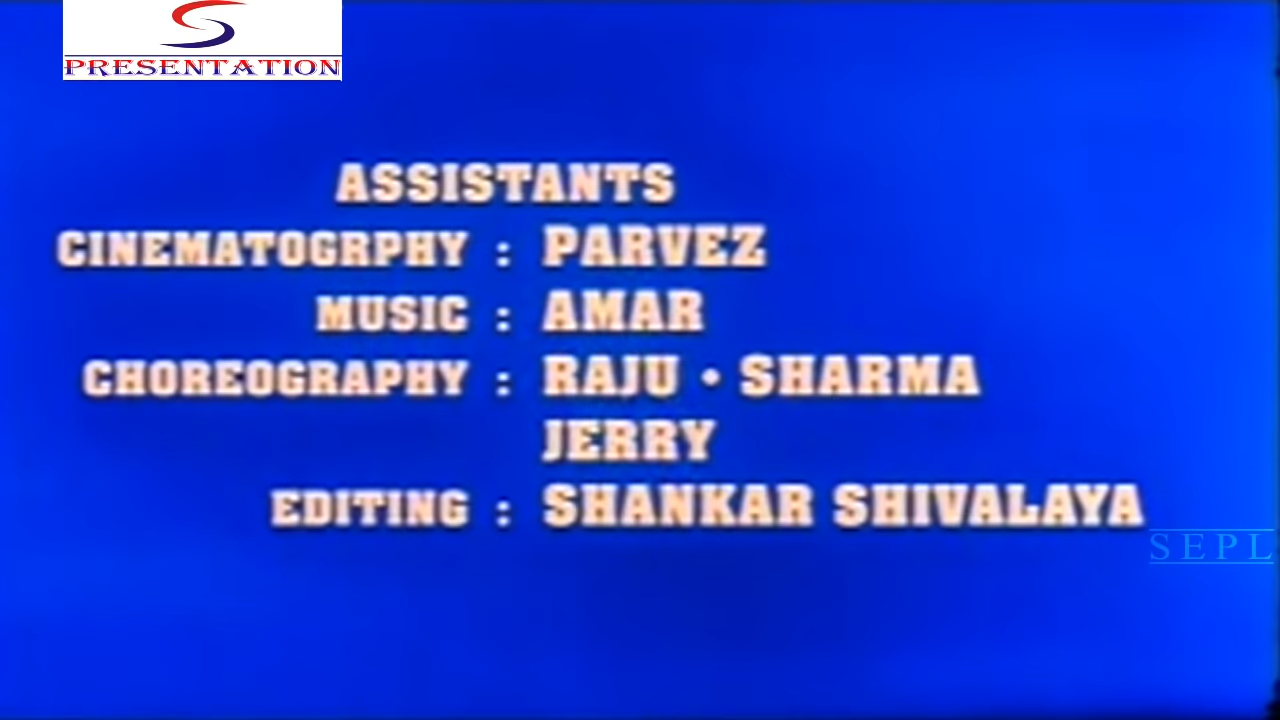 PRESENTATION
ASSISTANTS
CINEMATOGRPHY : PARVEZ
MUSIC : AMAR
CHOREOGRAPHY : RAJU • SHARMA
JERRY
EDITING : SHANKAR SHIVALAYA
SEPL